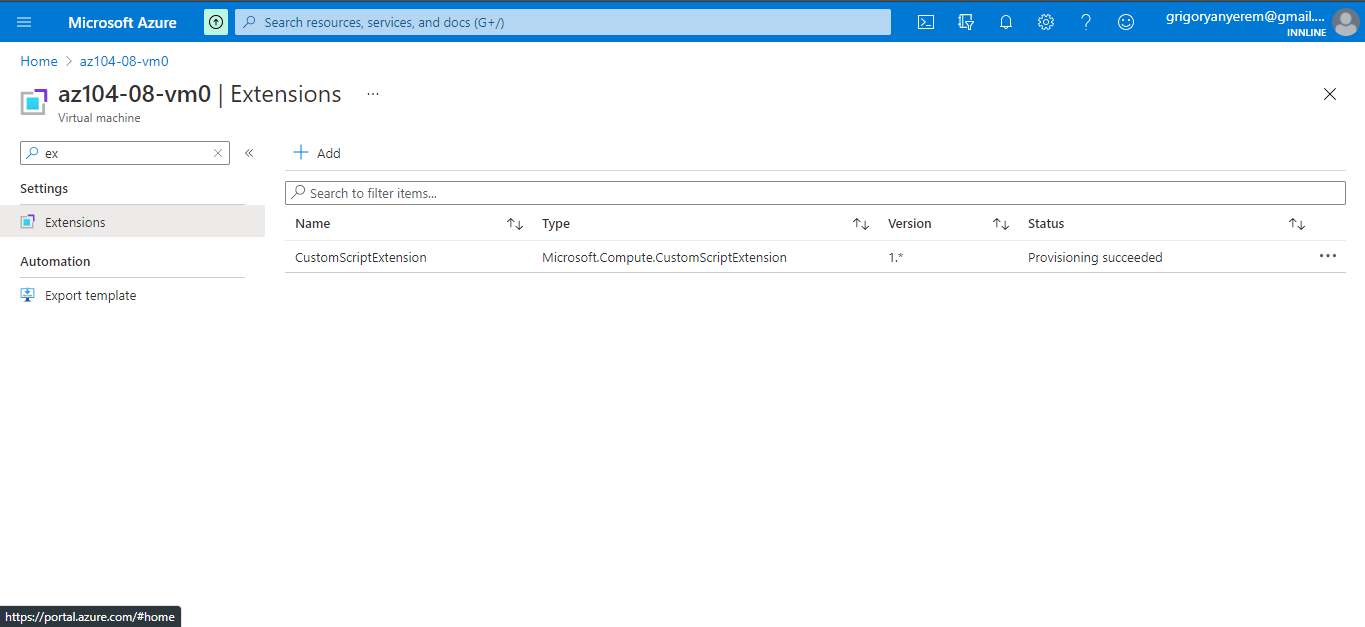 Microsoft Azure
Search resources, services, and docs (G+/)
grigoryanyerem@gmail....
INNLINE
Home > az104-08-vm0
az104-08-vm0 | Extensions ...
Virtual machine
ex
«
+ Add
Settings
Search to filter items...
Extensions
Name Type Version Status
Automation
CustomScriptExtension Microsoft.Compute.CustomScriptExtension 1.* Provisioning succeeded
Export template
https://portal.azure.com/#home